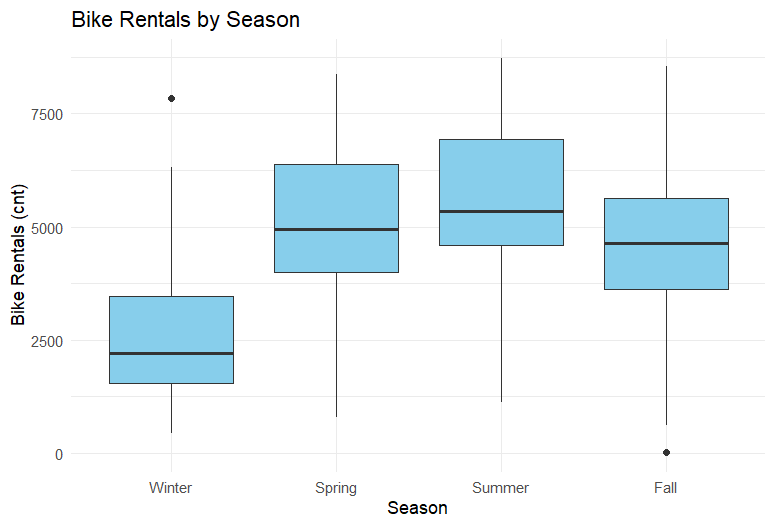 Bike Rentals by Season
Bike Rentals (cnt)
7500
5000
2500
0
Winter Spring Summer Fall
Season